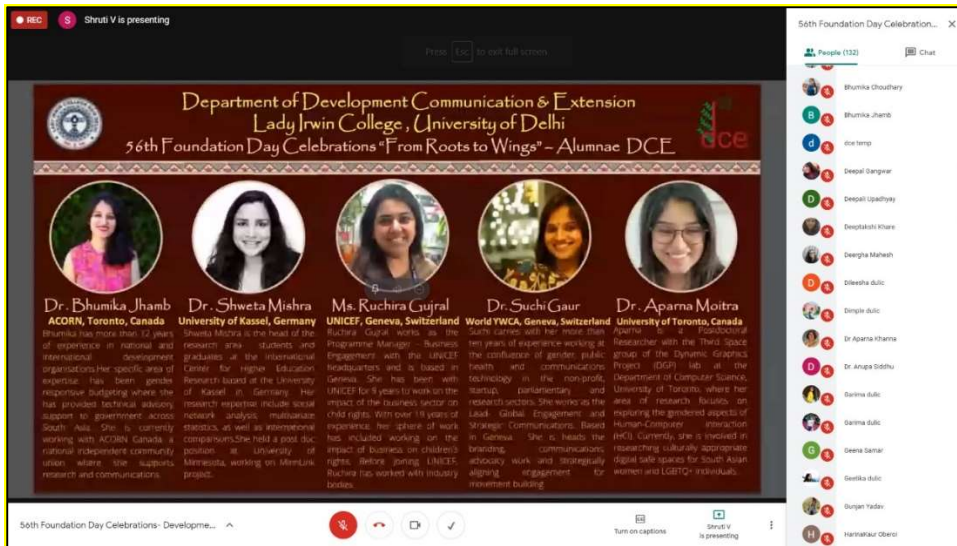 REC
S
Shruti V is presenting
Press Esc to exit full screen
Department of Development Communication & Extension
Lady Irwin College, University of Delhi
56th Foundation Day Celebrations "From Roots to Wings" – Alumnae DCE
dce
Dr. Bhumika Jhamb
ACORN, Toronto, Canada
Bhumika has more than 12 years
of experience in national and
international development
organisations. Her specific area of
expertise has been gender
responsive budgeting where she
has provided technical advisory
support to government across
South Asia. She is currently
working with ACORN Canada, a
national independent community
union where she supports
research and communications.
Dr. Shweta Mishra
University of Kassel, Germany
Shweta Mishra is the head of the
research area students and
graduates at the International
Center for Higher Education
Research based at the University
of Kassel in Germany. Her
research expertise include social
network analysis, multivariate
statistics, as well as international
comparisons.She held a post doc
position at University of
Minnesota, working on
project.
Ms. Ruchira Gujral
UNICEF, Geneva, Switzerland
Ruchira Gujral works as the
Programme Manager – Business
Engagement with the UNICEF
headquarters and is based in
Geneva. She has been with
UNICEF for 9 years to work on the
impact of the business sector on
child rights. With over 19 years of
experience, her sphere of work
has included working on the
impact of business on children's
rights. Before joining UNICEF,
Ruchira has worked with industry
bodies.
Dr. Suchi Gaur
World YWCA, Geneva, Switzerland
Suchi carries with her more than
ten years of experience working at
the confluence of gender, public
health and communications
technology in the non-profit,
startup, parliamentary and
research sectors. She works as the
Lead- Global Engagement and
Strategic Communications. Based
in Geneva. She is heads the
branding, communications,
advocacy work and strategically
aligning engagement for
movement building
Dr. Aparna Moitra
University of Toronto, Canada
Aparna is a Postdoctoral
Researcher with the Third Space
group of the Dynamic Graphics
Project (DGP) lab at the
Department of Computer Science,
University of Toronto, where her
area of research focuses on
exploring the gendered aspects of
Human-Computer Interaction
(HCI). Currently, she is involved in
researching culturally appropriate
digital safe spaces for South Asian
women and LGBTQ+ individuals.
56th Foundation Day Celebrations- Developme...
Turn on captions
Shruti V
is presenting
56th Foundation Day Celebration...
People (132)
Chat
Bhumika Choudhary
B
Bhumika Jhamb
d
dce temp
Deepal Gangwar
D
Deepali Upadhyay
Deeptakshi Khare
Deergha Mahesh
D
Dileesha dulic
Dimple dulic
Dr Aparna Khanna
D
Dr. Anupa Siddhu
Garima dulic
Garima dulic
G
Geena Samar
Geetika dulic
Gunjan Yadav
H
HarinaKaur Oberoi